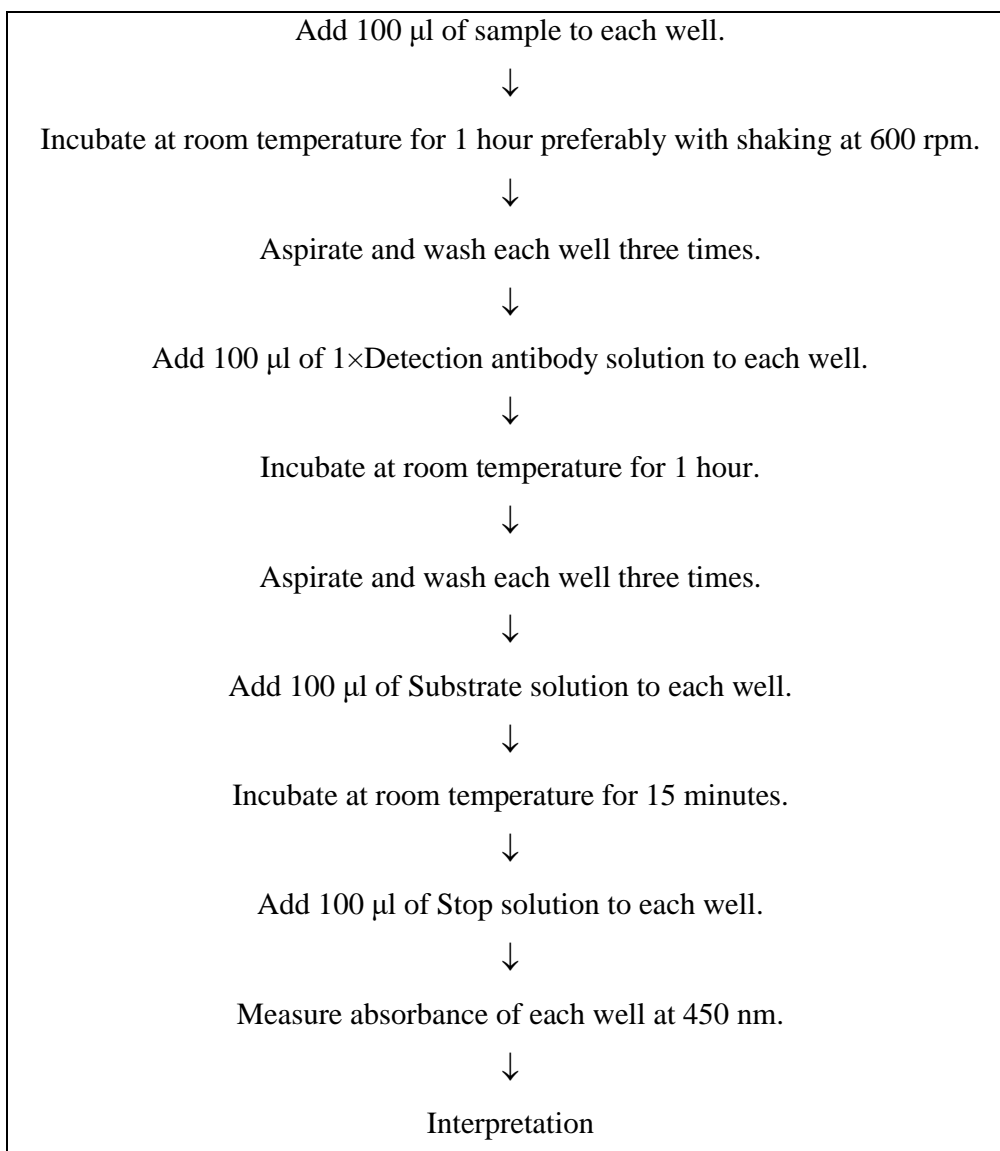 Add 100 μl of sample to each well.
↓
Incubate at room temperature for 1 hour preferably with shaking at 600 rpm.
↓
Aspirate and wash each well three times.
↓
Add 100 μl of 1×Detection antibody solution to each well.
↓
Incubate at room temperature for 1 hour.
↓
Aspirate and wash each well three times.
↓
Add 100 μl of Substrate solution to each well.
↓
Incubate at room temperature for 15 minutes.
↓
Add 100 μl of Stop solution to each well.
↓
Measure absorbance of each well at 450 nm.
↓
Interpretation